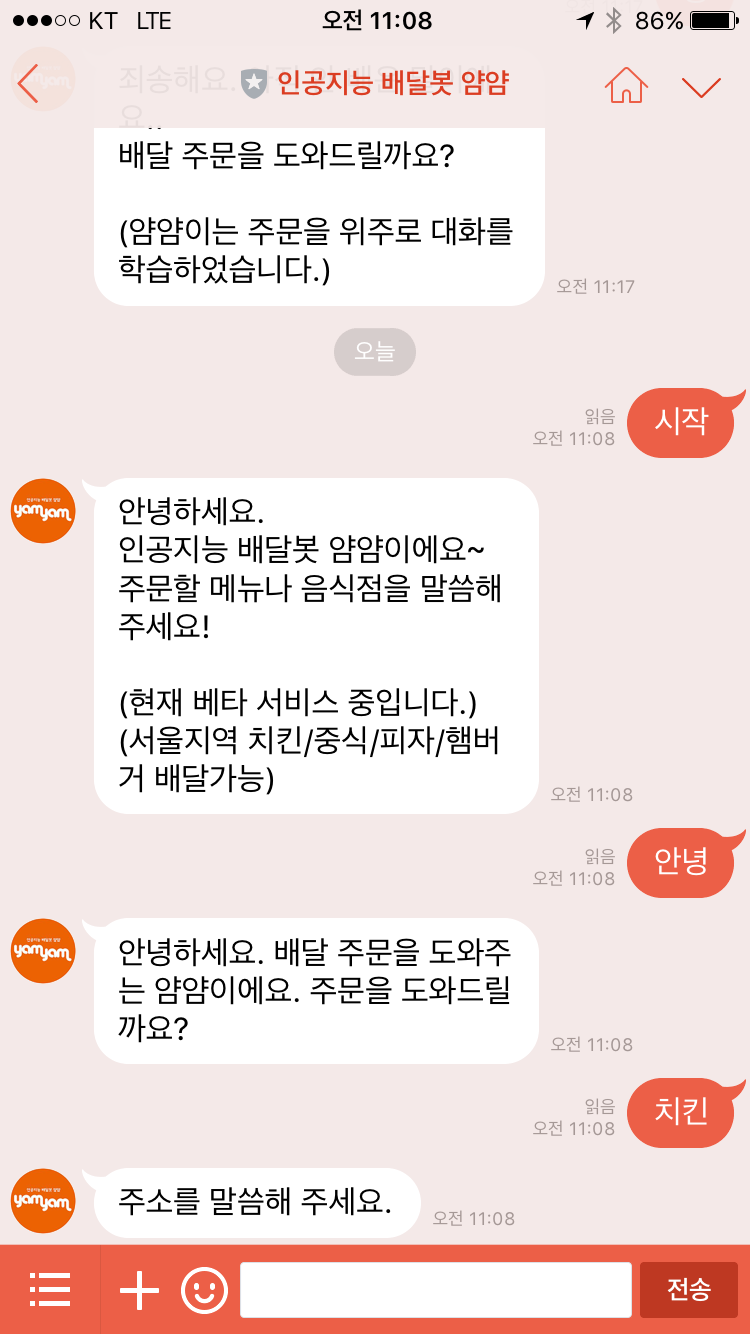 KT LTE 오전 11:08 86%
인공지능 배달봇 얌얌
죄송해요.
요..
배달 주문을 도와드릴까요?
(얌얌이는 주문을 위주로 대화를
학습하였습니다.)
오전 11:17
오늘
읽음
오전 11:08
시작
yamyam
안녕하세요.
인공지능 배달봇 얌얌이에요~
주문할 메뉴나 음식점을 말씀해
주세요!
(현재 베타 서비스 중입니다.)
(서울지역 치킨/중식/피자/햄버
거 배달가능)
오전 11:08
읽음
오전 11:08
안녕
yamyam
안녕하세요. 배달 주문을 도와주
는 얌얌이에요. 주문을 도와드릴
까요?
오전 11:08
읽음
오전 11:08
치킨
yamyam
주소를 말씀해 주세요.
오전 11:08
전송